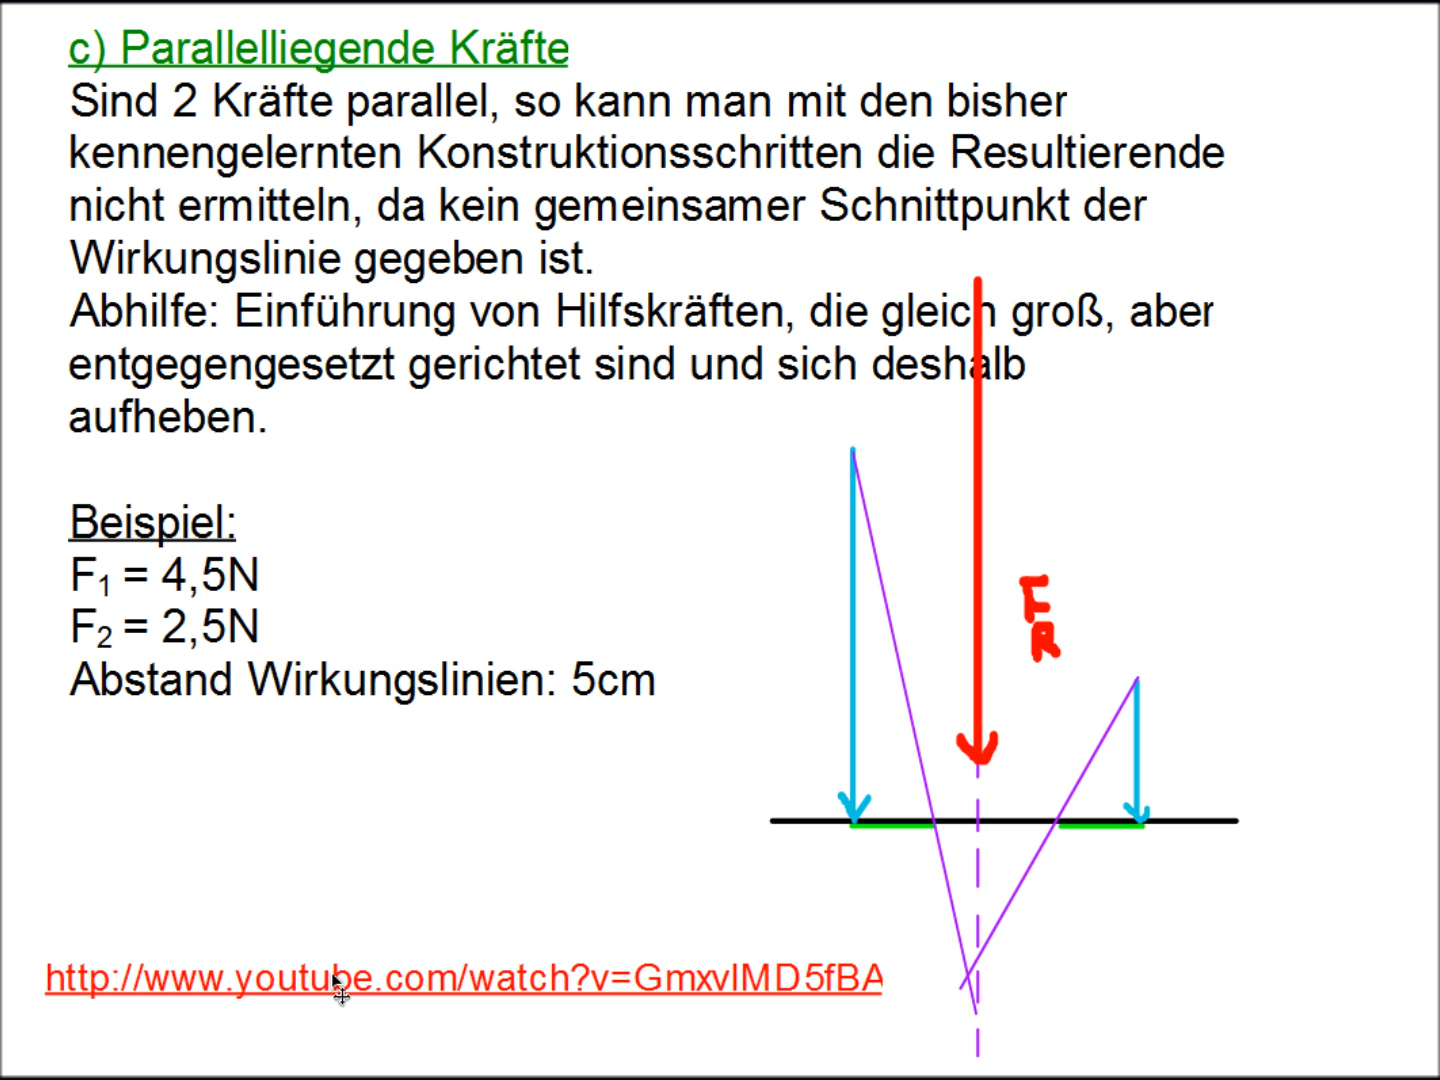 c) Parallelliegende Kräfte
Sind 2 Kräfte parallel, so kann man mit den bisher
kennengelernten Konstruktionsschritten die Resultierende
nicht ermitteln, da kein gemeinsamer Schnittpunkt der
Wirkungslinie gegeben ist.
Abhilfe: Einführung von Hilfskräften, die gleich groß, aber
entgegengesetzt gerichtet sind und sich deshalb
aufheben.
Beispiel:
F₁ = 4,5N
F₂ = 2,5N
Abstand Wirkungslinien: 5cm
FR
http://www.youtube.com/watch?v=GmxvIMD5fBA